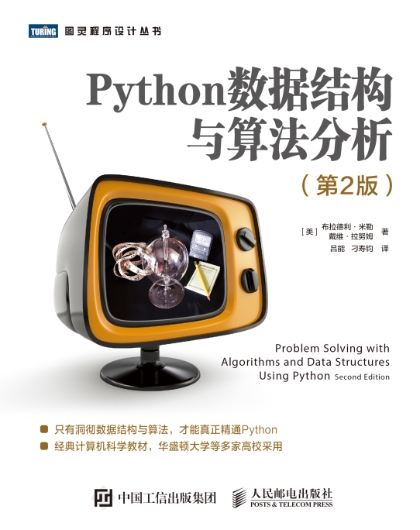 TURING 图灵程序设计丛书
Python数据结构
与算法分析
（第2版）
[美] 布拉德利·米勒 著
戴维·拉努姆
吕能 刁寿钧 译
Problem Solving with
Algorithms and Data Structures
Using Python Second Edition
只有洞彻数据结构与算法，才能真正精通Python
经典计算机科学教材，华盛顿大学等多家高校采用
中国工信出版集团 人民邮电出版社
POSTS & TELECOM PRESS